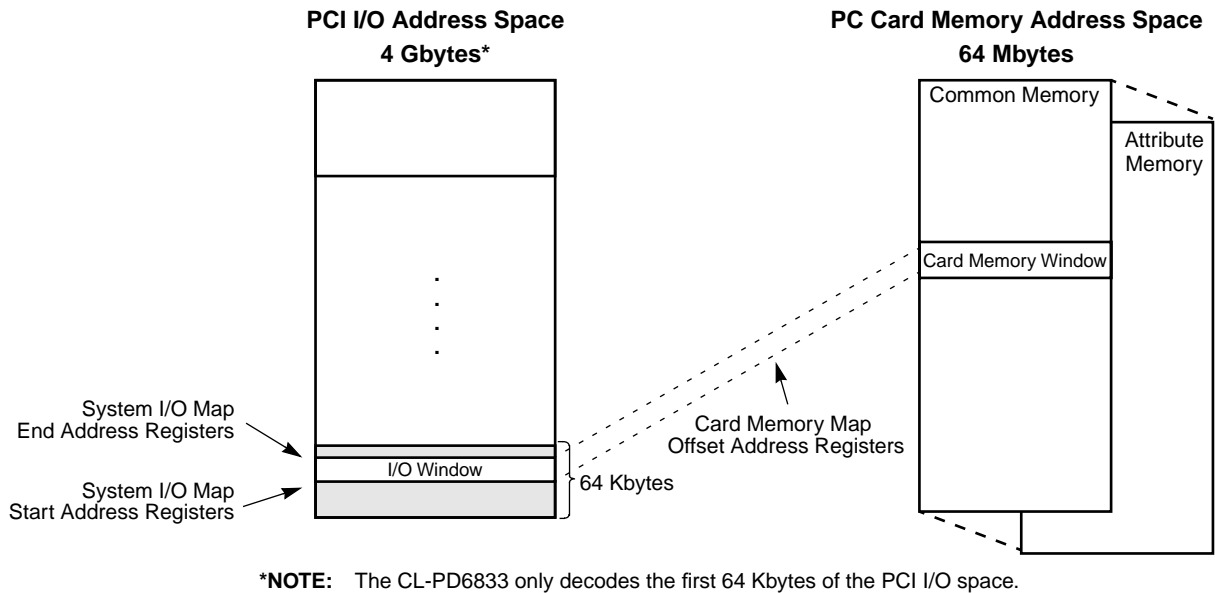 PCI I/O Address Space
4 Gbytes*
PC Card Memory Address Space
64 Mbytes
Common Memory
Attribute
Memory
Card Memory Window
System I/O Map
End Address Registers
Card Memory Map
Offset Address Registers
I/O Window
64 Kbytes
System I/O Map
Start Address Registers
*NOTE: The CL-PD6833 only decodes the first 64 Kbytes of the PCI I/O space.